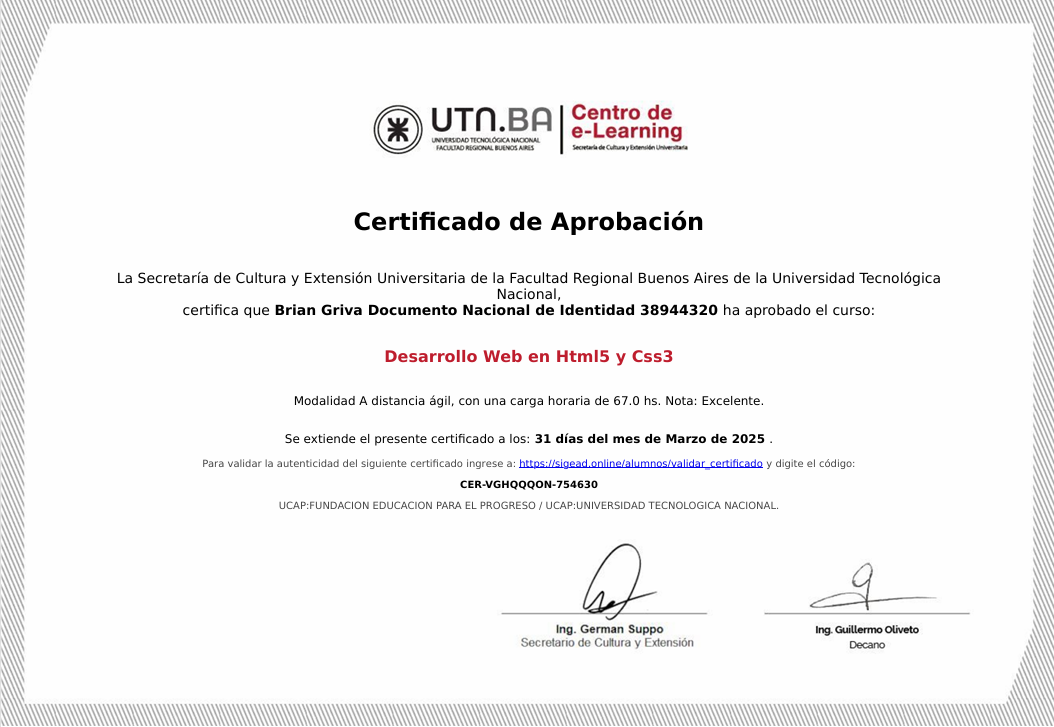 UTN.BA
UNIVERSIDAD TECNOLÓGICA NACIONAL
FACULTAD REGIONAL BUENOS AIRES
Centro de
e-Learning
Secretaría de Cultura y Extensión Universitaria
Certificado de Aprobación
La Secretaría de Cultura y Extensión Universitaria de la Facultad Regional Buenos Aires de la Universidad Tecnológica
Nacional,
certifica que Brian Griva Documento Nacional de Identidad 38944320 ha aprobado el curso:
Desarrollo Web en Html5 y Css3
Modalidad A distancia ágil, con una carga horaria de 67.0 hs. Nota: Excelente.
Se extiende el presente certificado a los: 31 días del mes de Marzo de 2025 .
Para validar la autenticidad del siguiente certificado ingrese a: https://sigead.online/alumnos/validar_certificado y digite el código:
CER-VGHQQQON-754630
UCAP:FUNDACION EDUCACION PARA EL PROGRESO / UCAP:UNIVERSIDAD TECNOLOGICA NACIONAL.
Ing. German Suppo
Secretario de Cultura y Extensión
Ing. Guillermo Oliveto
Decano